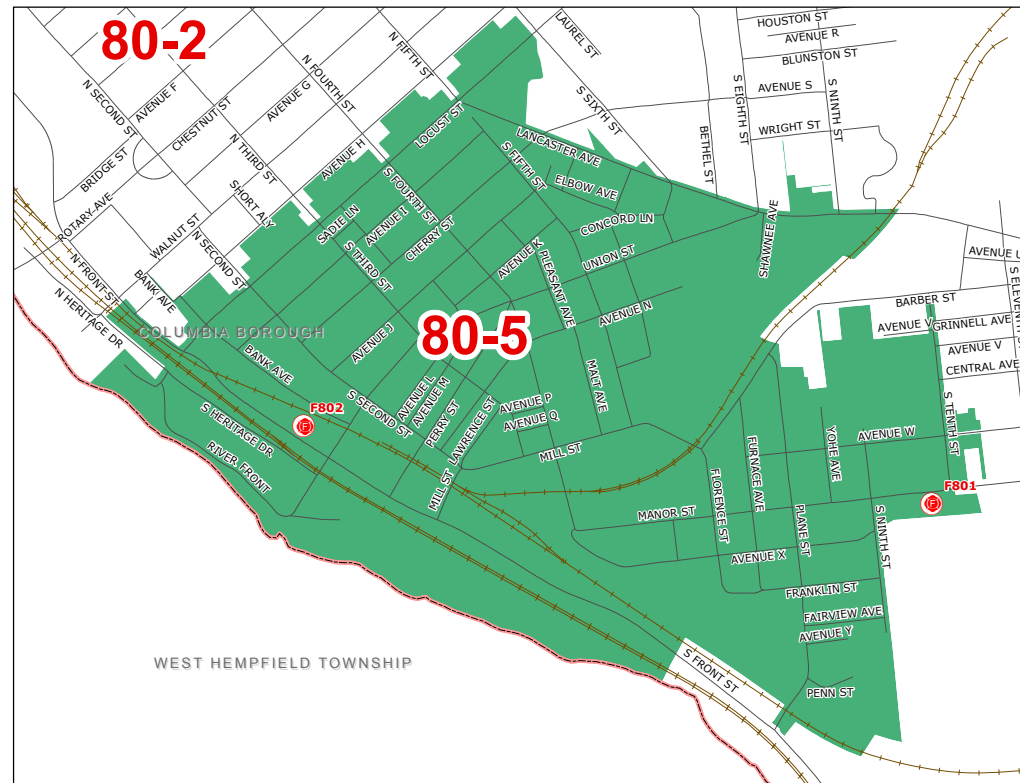 80-2
HOUSTON ST
AVENUE R
BLUNSTON ST
LAUREL ST
N FIFTH ST
N FOURTH ST
S EIGHTH ST
S NINTH ST
AVENUE S
N SECOND ST
AVENUE F
AVENUE G
CHESTNUT ST
S SIXTH ST
WRIGHT ST
BETHEL ST
LOCUST ST
LANCASTER AVE
BRIDGE ST
N THIRD ST
AVENUE H
S FIFTH ST
ELBOW AVE
ROTARY AVE
SHORT ALY
S FOURTH ST
SADIE LN
AVENUE I
CHERRY ST
CONCORD LN
SHAWNEE AVE
WALNUT ST
N SECOND ST
S THIRD ST
AVENUE K
PLEASANT AVE
UNION ST
AVENUE U
S ELEVENTH ST
N FRONT ST
BANK AVE
N HERITAGE DR
AVENUE N
BARBER ST
COLUMBIA BOROUGH
AVENUE J
80-5
AVENUE V
GRINNELL AVE
AVENUE V
CENTRAL AVE
BANK AVE
MALT AVE
S SECOND ST
AVENUE L
AVENUE M
PERRY ST
LAWRENCE ST
AVENUE P
AVENUE Q
F802
S HERITAGE DR
RIVER FRONT
MILL ST
MILL ST
S TENTH ST
YOHE AVE
AVENUE W
FURNACE AVE
FLORENCE ST
F801
MANOR ST
PLANE ST
S NINTH ST
AVENUE X
FRANKLIN ST
FAIRVIEW AVE
AVENUE Y
WEST HEMPFIELD TOWNSHIP
S FRONT ST
PENN ST